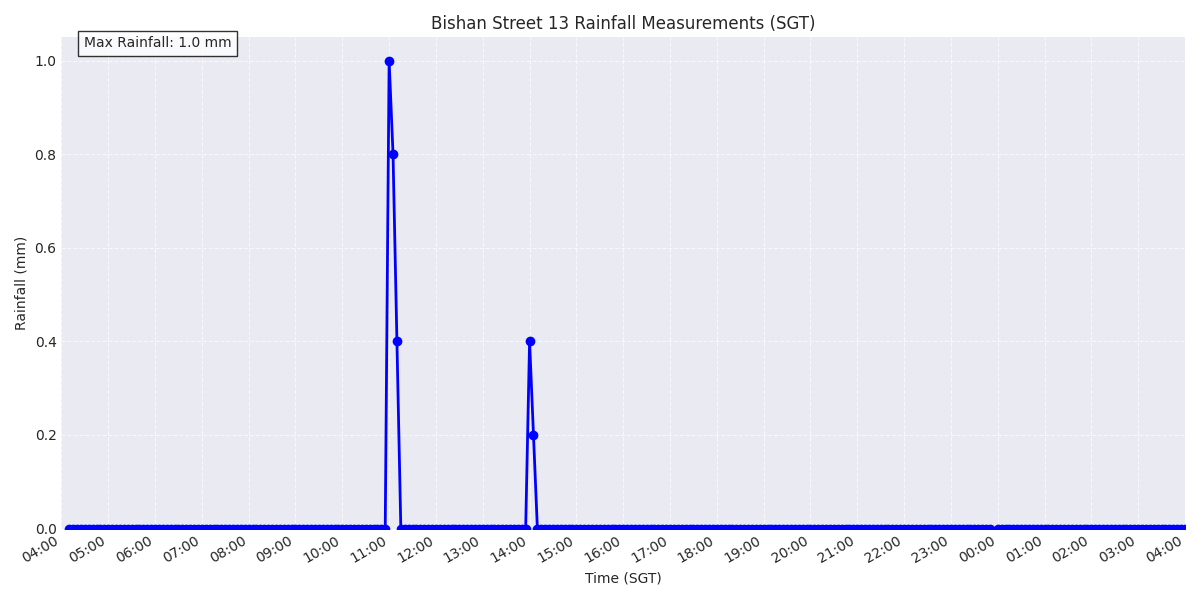 Bishan Street 13 Rainfall Measurements (SGT)
Max Rainfall: 1.0 mm
Rainfall (mm)
1.0
0.8
0.6
0.4
0.2
0.0
04:00 05:00 06:00 07:00 08:00 09:00 10:00 11:00 12:00 13:00 14:00 15:00 16:00 17:00 18:00 19:00 20:00 21:00 22:00 23:00 00:00 01:00 02:00 03:00 04:00
Time (SGT)